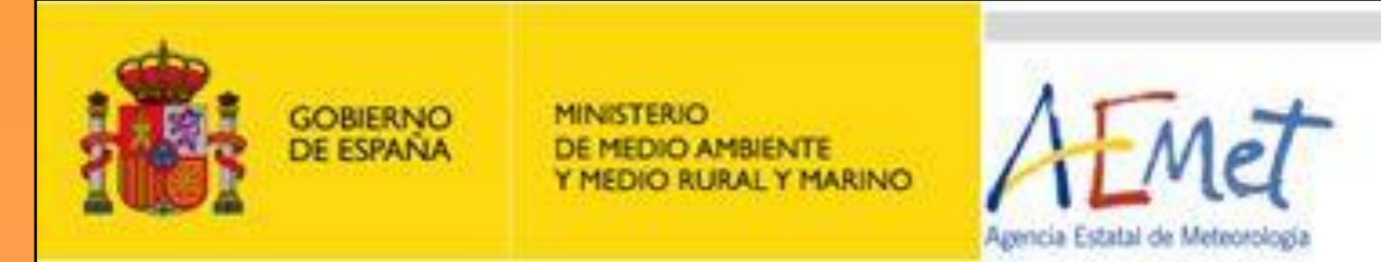 GOBIERNO
DE ESPAÑA
MINISTERIO
DE MEDIO AMBIENTE
Y MEDIO RURAL Y MARINO
AEMet
Agencia Estatal de Meteorología